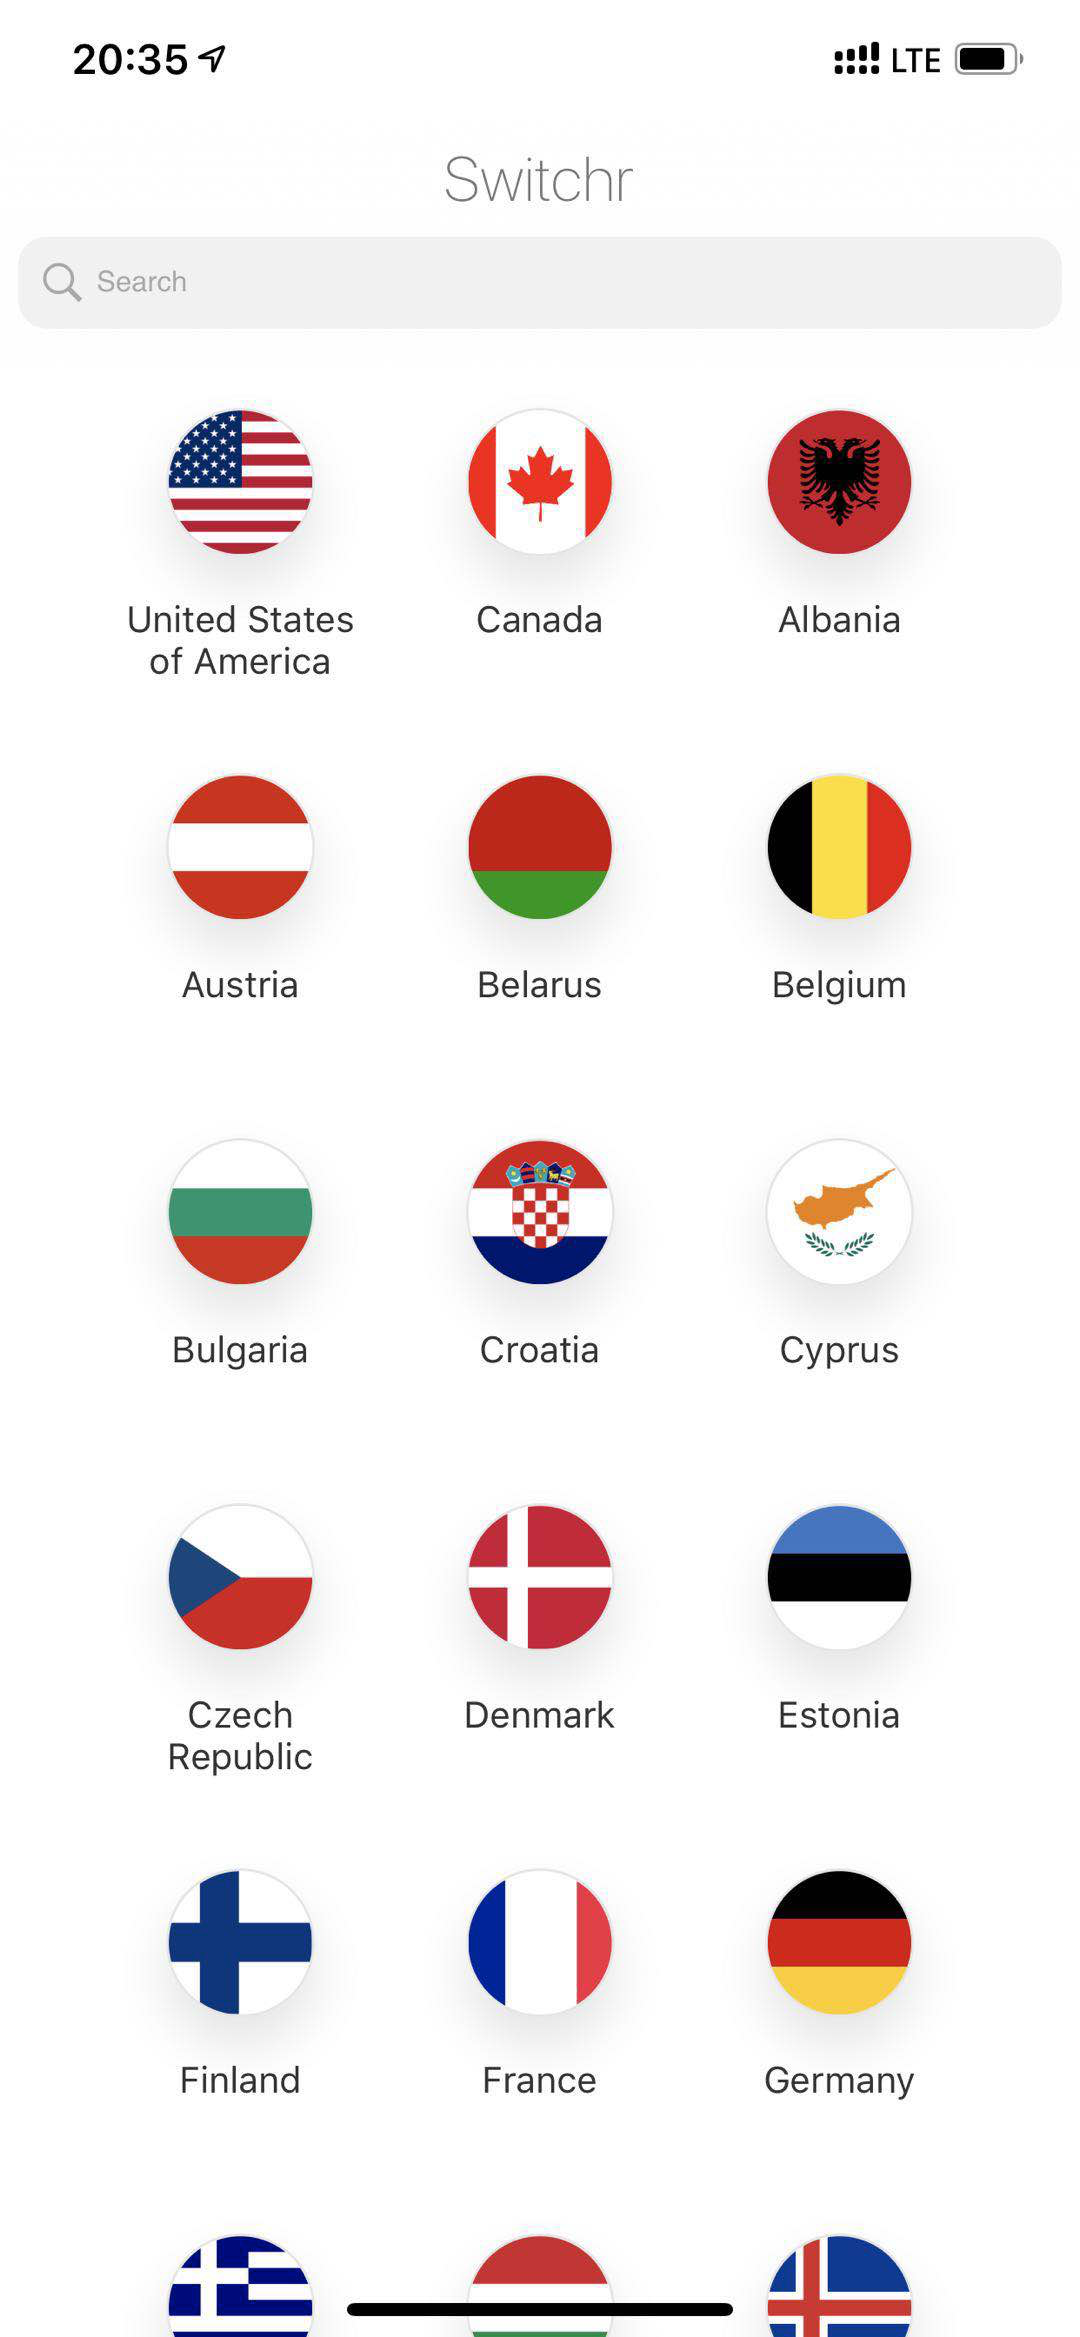 20:35 LTE
Switchr
Search
United States Canada Albania
of America
Austria Belarus Belgium
Bulgaria Croatia Cyprus
Czech Denmark Estonia
Republic
Finland France Germany